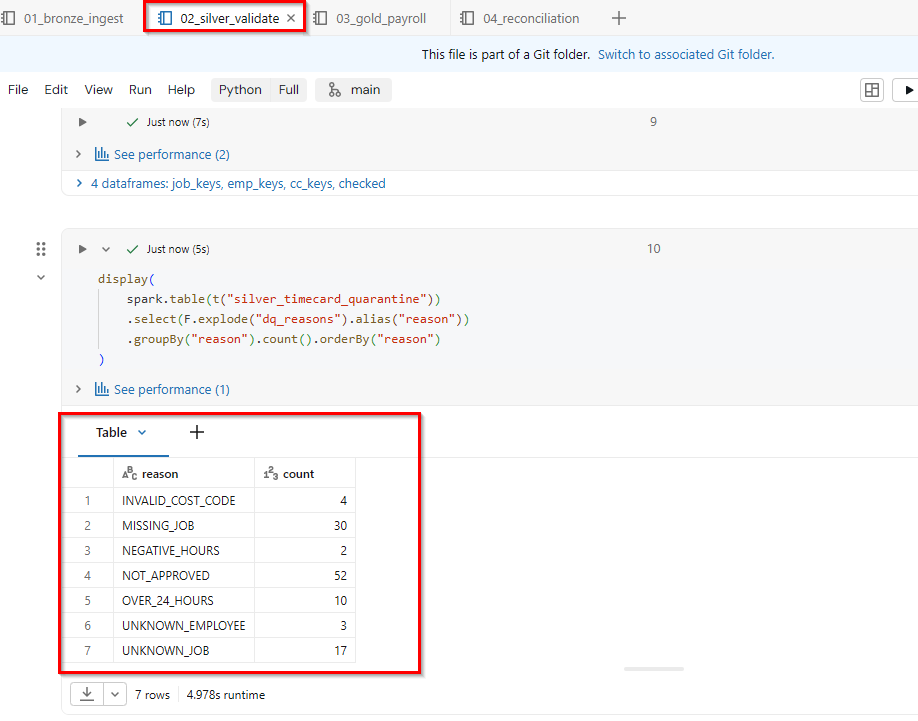 01_bronze_ingest 02_silver_validate 03_gold_payroll 04_reconciliation
This file is part of a Git folder. Switch to associated Git folder.
File Edit View Run Help Python Full main
Just now (7s) 9
See performance (2)
4 dataframes: job_keys, emp_keys, cc_keys, checked
Just now (5s) 10
display(
spark.table(t("silver_timecard_quarantine"))
.select(F.explode("dq_reasons").alias("reason"))
.groupBy("reason").count().orderBy("reason")
)
See performance (1)
Table
reason count
1 INVALID_COST_CODE 4
2 MISSING_JOB 30
3 NEGATIVE_HOURS 2
4 NOT_APPROVED 52
5 OVER_24_HOURS 10
6 UNKNOWN_EMPLOYEE 3
7 UNKNOWN_JOB 17
7 rows 4.978s runtime